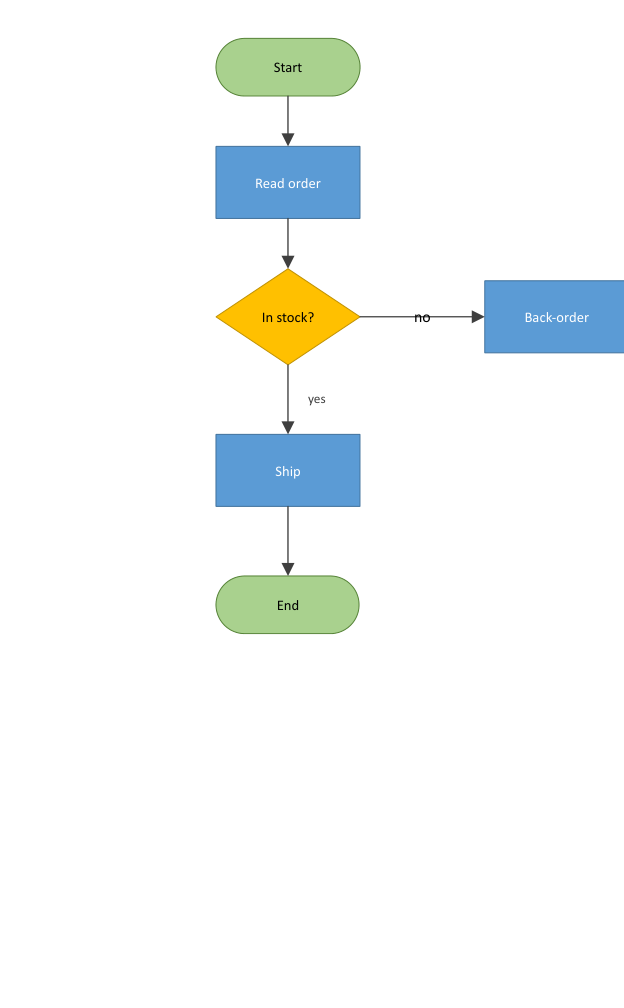 Start
Read order
In stock?
no
Back-order
yes
Ship
End